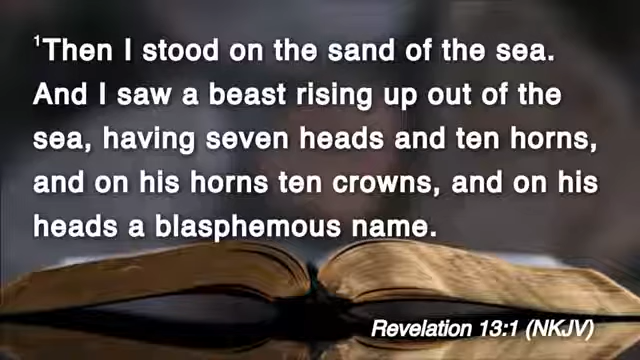 ¹Then I stood on the sand of the sea.
And I saw a beast rising up out of the
sea, having seven heads and ten horns,
and on his horns ten crowns, and on his
heads a blasphemous name.
Revelation 13:1 (NKJV)